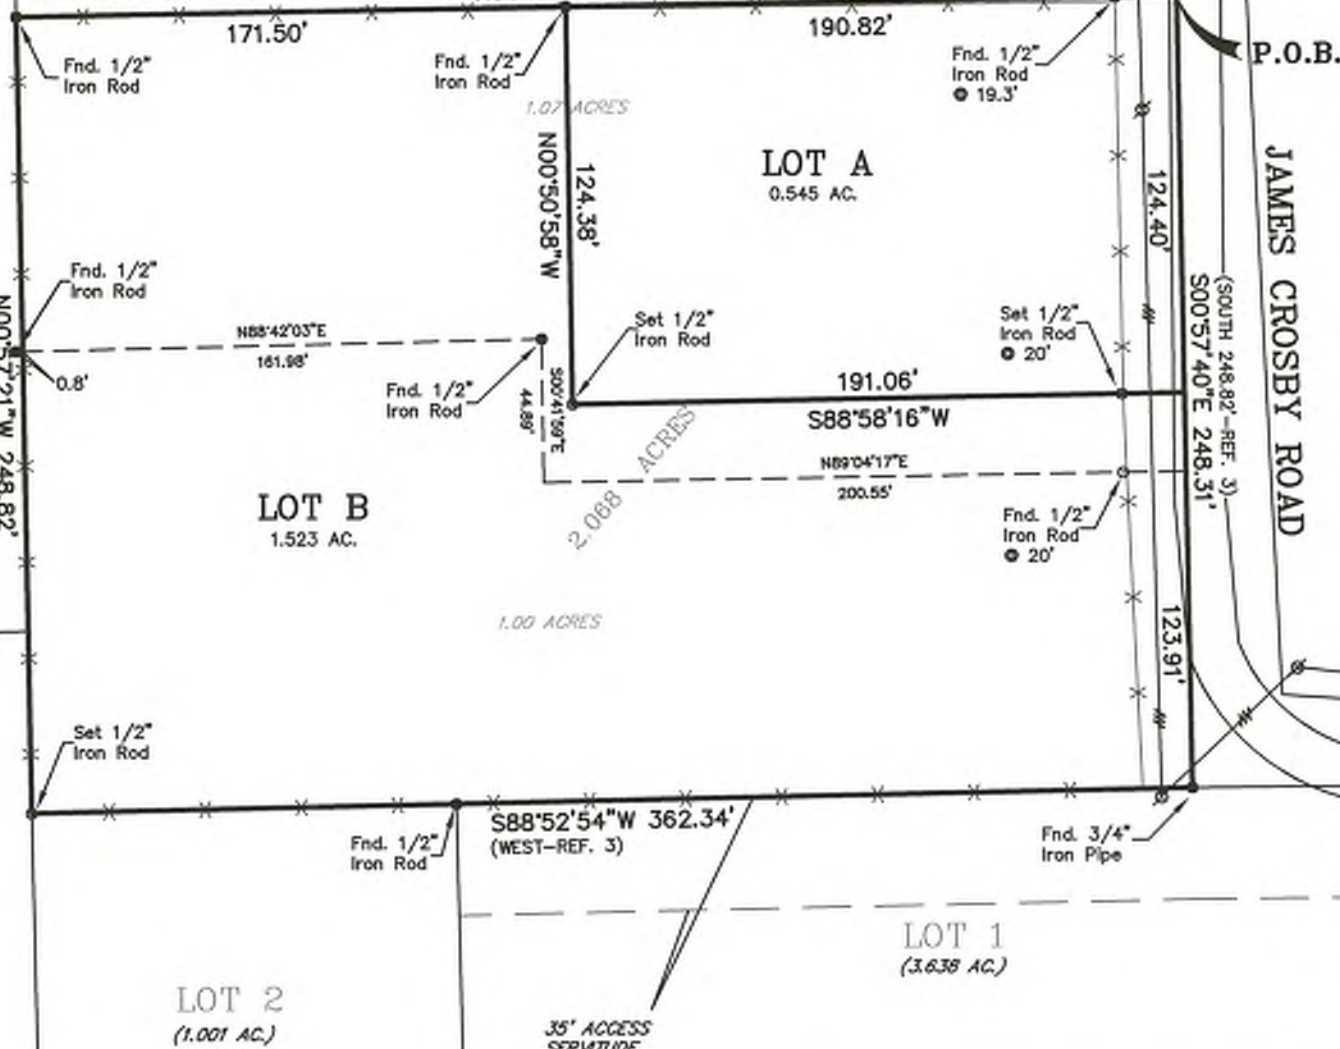 171.50'
190.82'
P.O.B.
Fnd. 1/2"
Iron Rod
Fnd. 1/2"
Iron Rod
Fnd. 1/2"
Iron Rod
@ 19.3'
1.07 ACRES
LOT A
0.545 AC.
N00°50'58"W
124.38'
124.40'
JAMES CROSBY ROAD
Fnd. 1/2"
Iron Rod
N88°42'03"E
161.98'
0.8'
Fnd. 1/2"
Iron Rod
Set 1/2"
Iron Rod
Set 1/2"
Iron Rod
@ 20'
S00°57'40"E 248.31'
(SOUTH 248.82'-REF. 3)
N00°57'21"W 248.82'
S00°41'59"E
44.89'
191.06'
S88°58'16"W
2.068 ACRES
N89°04'17"E
200.55'
LOT B
1.523 AC.
Fnd. 1/2"
Iron Rod
@ 20'
1.00 ACRES
123.91'
Set 1/2"
Iron Rod
Fnd. 1/2"
Iron Rod
S88°52'54"W 362.34'
(WEST-REF. 3)
Fnd. 3/4"
Iron Pipe
LOT 1
(3.638 AC.)
LOT 2
(1.001 AC.)
35' ACCESS
SERVITUDE